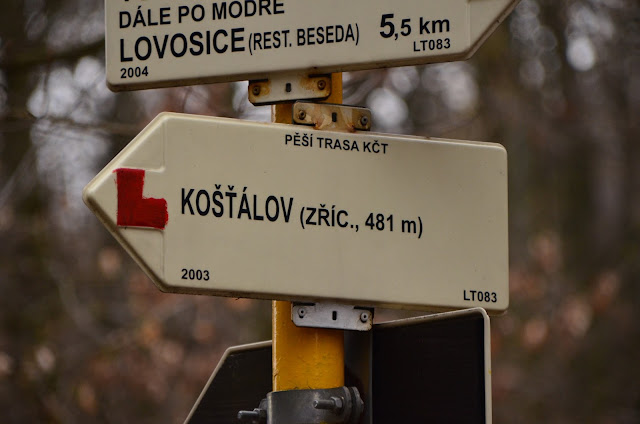 DÁLE PO MODRÉ
LOVOSICE (REST. BESEDA) 5,5 km
2004 LT083
PĚŠÍ TRASA KČT
KOŠŤÁLOV (ZŘÍC., 481 m)
2003 LT083